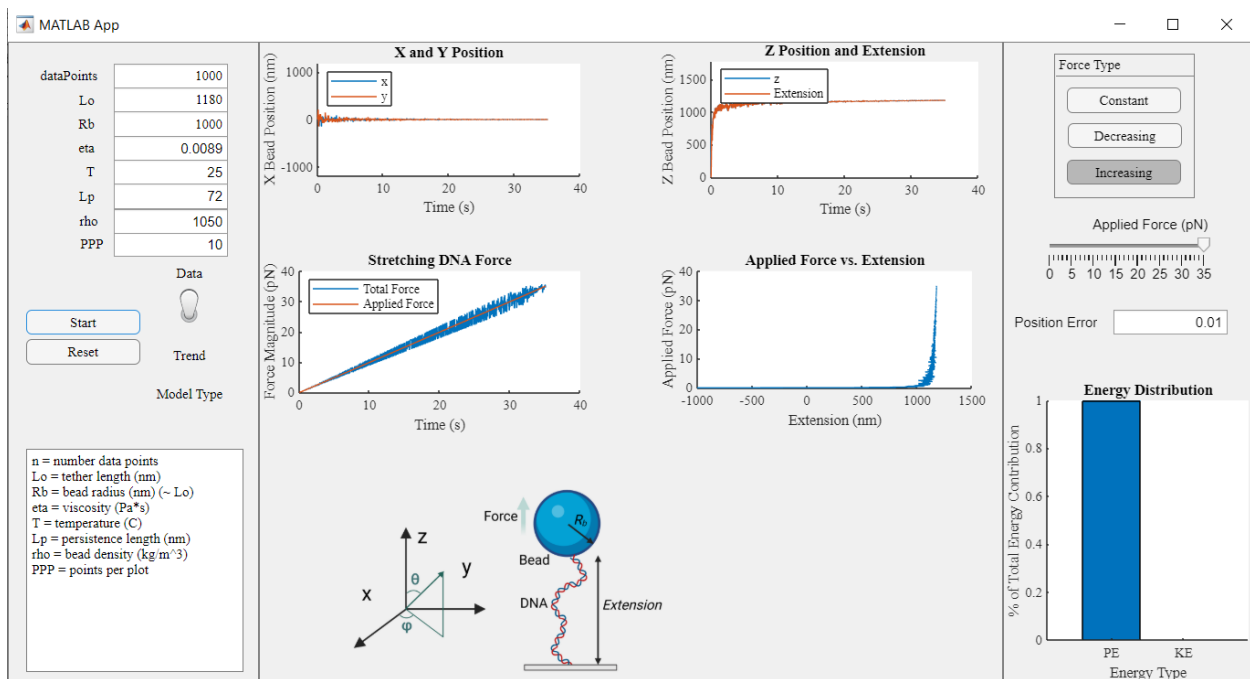 MATLAB App
dataPoints 1000
Lo 1180
Rb 1000
eta 0.0089
T 25
Lp 72
rho 1050
PPP 10
Data
Start
Reset
Trend
Model Type
n = number data points
Lo = tether length (nm)
Rb = bead radius (nm) (~ Lo)
eta = viscosity (Pa*s)
T = temperature (C)
Lp = persistence length (nm)
rho = bead density (kg/m^3)
PPP = points per plot
X and Y Position
X Bead Position (nm)
1000
0
-1000
x
y
0 10 20 30 40
Time (s)
Z Position and Extension
Z Bead Position (nm)
1500
1000
500
0
z
Extension
0 10 20 30 40
Time (s)
Stretching DNA Force
Force Magnitude (pN)
40
30
20
10
0
Total Force
Applied Force
0 10 20 30 40
Time (s)
Applied Force vs. Extension
Applied Force (pN)
40
30
20
10
0
-1000 -500 0 500 1000 1500
Extension (nm)
z
y
x
θ
φ
Force
Rb
Bead
DNA
Extension
Force Type
Constant
Decreasing
Increasing
Applied Force (pN)
0 5 10 15 20 25 30 35
Position Error 0.01
Energy Distribution
% of Total Energy Contribution
1
0.8
0.6
0.4
0.2
0
PE KE
Energy Type